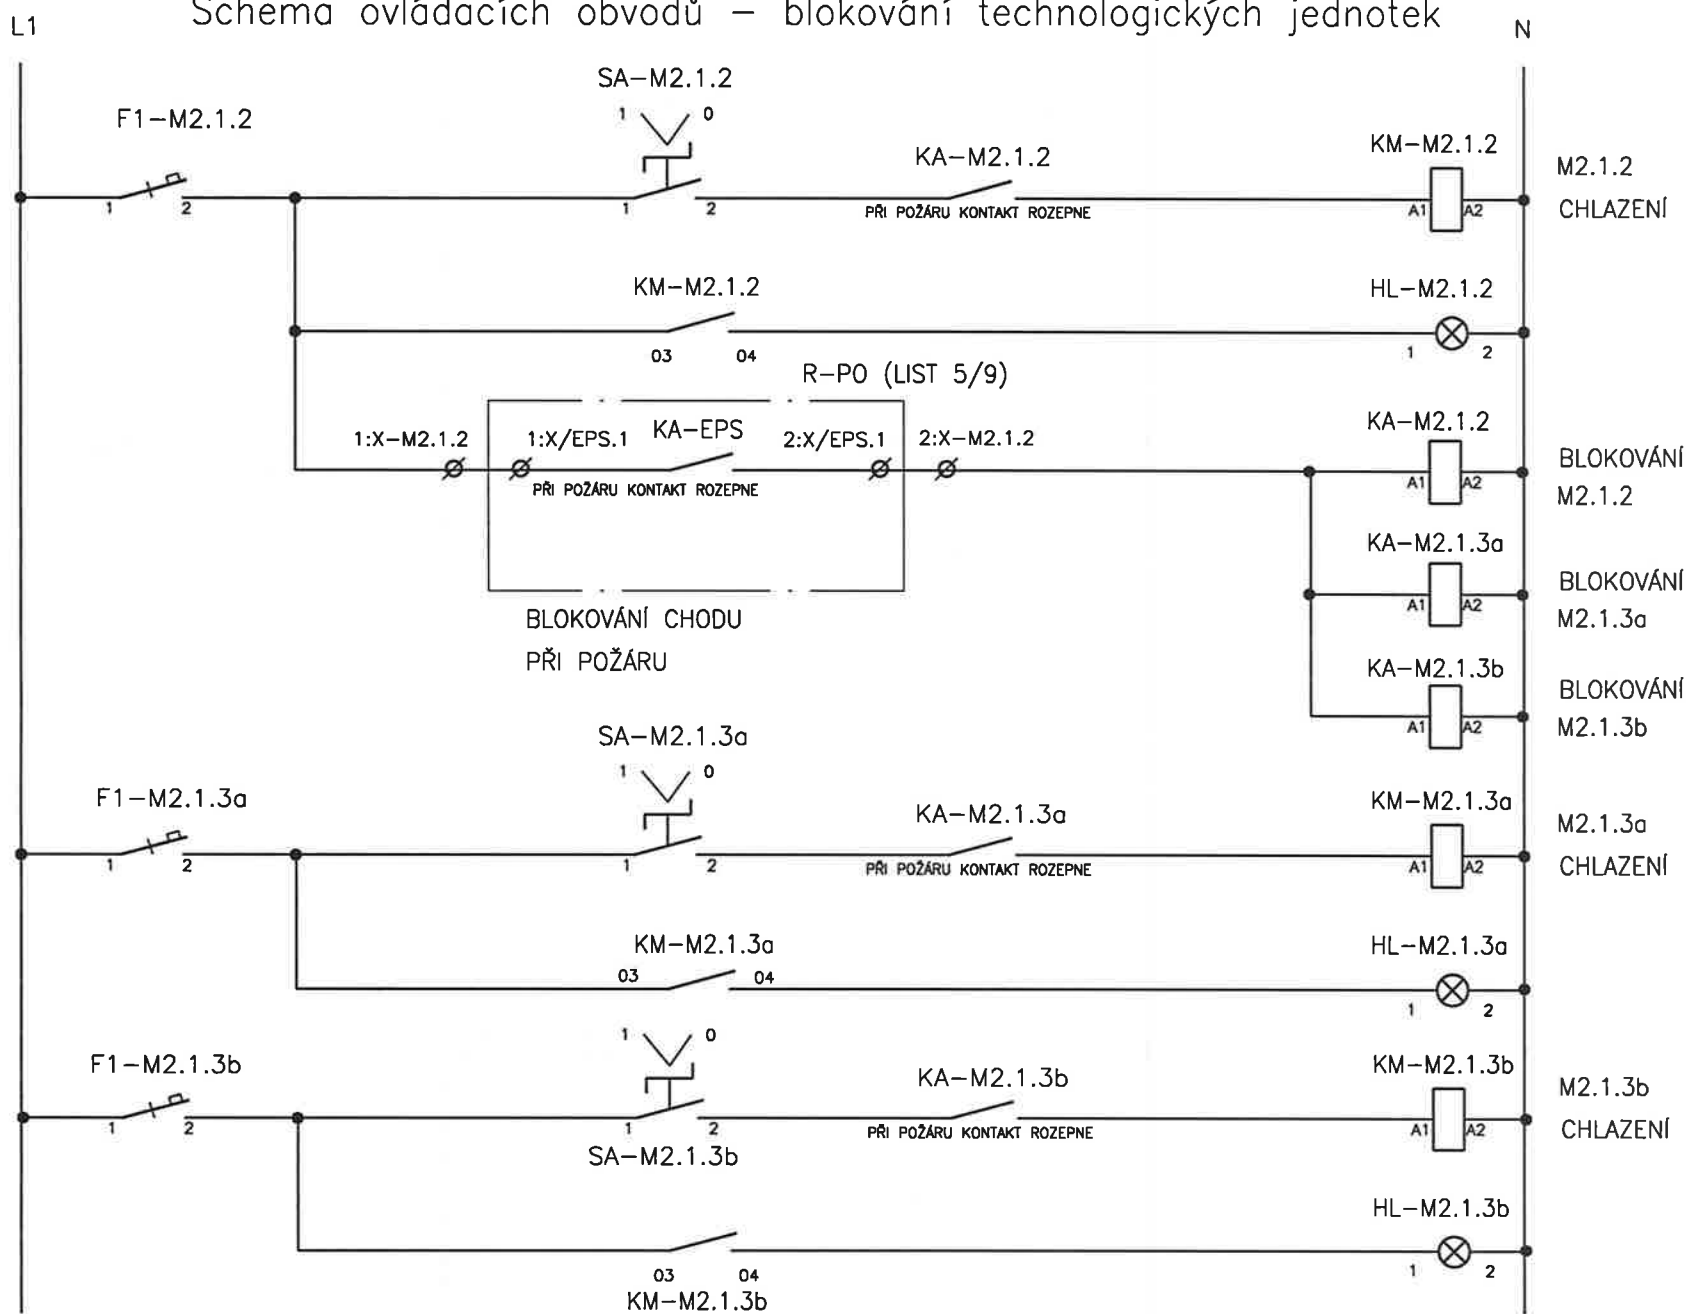 Schema ovládacích obvodů – blokování technologických jednotek
L1
N
SA–M2.1.2
1 0
F1–M2.1.2
KA–M2.1.2
KM–M2.1.2
M2.1.2
CHLAZENÍ
1 2
1 2
PŘI POŽÁRU KONTAKT ROZEPNE
A1 A2
KM–M2.1.2
HL–M2.1.2
03 04
1 2
R–PO (LIST 5/9)
1:X–M2.1.2
1:X/EPS.1
KA–EPS
2:X/EPS.1
2:X–M2.1.2
KA–M2.1.2
PŘI POŽÁRU KONTAKT ROZEPNE
A1 A2
BLOKOVÁNÍ
M2.1.2
KA–M2.1.3a
A1 A2
BLOKOVÁNÍ
M2.1.3a
BLOKOVÁNÍ CHODU
PŘI POŽÁRU
KA–M2.1.3b
A1 A2
BLOKOVÁNÍ
M2.1.3b
SA–M2.1.3a
1 0
F1–M2.1.3a
KA–M2.1.3a
KM–M2.1.3a
M2.1.3a
CHLAZENÍ
1 2
1 2
PŘI POŽÁRU KONTAKT ROZEPNE
A1 A2
KM–M2.1.3a
HL–M2.1.3a
03 04
1 2
1 0
F1–M2.1.3b
KA–M2.1.3b
KM–M2.1.3b
M2.1.3b
CHLAZENÍ
1 2
1 2
PŘI POŽÁRU KONTAKT ROZEPNE
A1 A2
SA–M2.1.3b
HL–M2.1.3b
03 04
1 2
KM–M2.1.3b